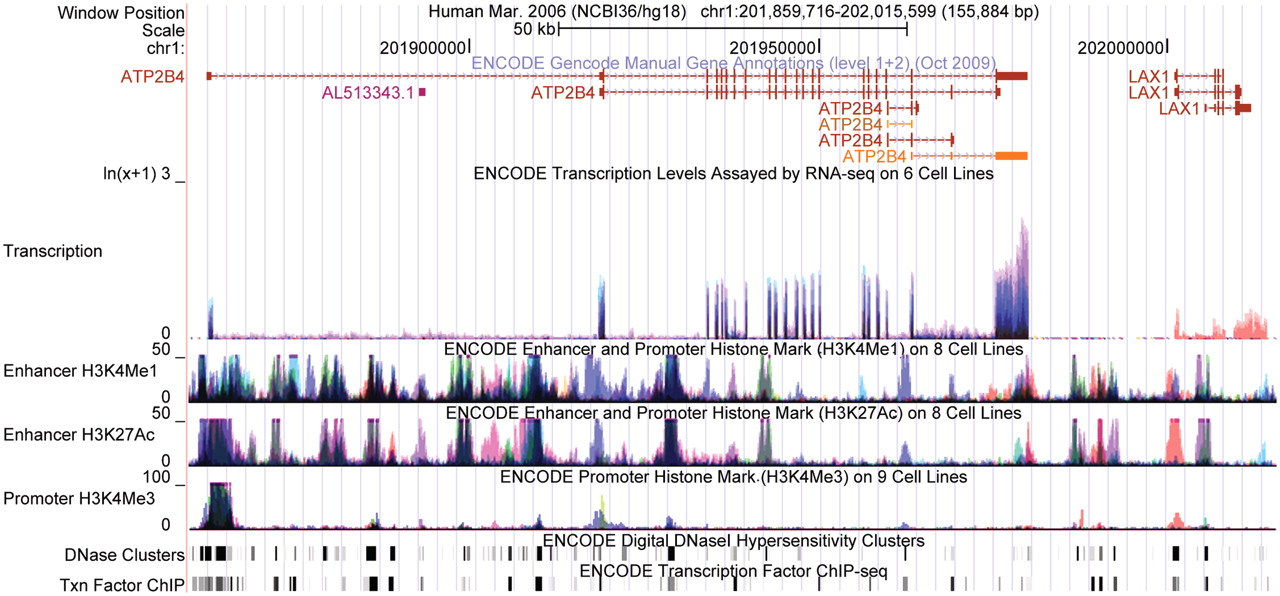 Window Position Human Mar. 2006 (NCBI36/hg18) chr1:201,859,716-202,015,599 (155,884 bp)
Scale 50 kb
chr1: 201900000 201950000 202000000
ENCODE Gencode Manual Gene Annotations (level 1+2) (Oct 2009)
ATP2B4 LAX1
AL513343.1 ATP2B4 LAX1
ATP2B4 LAX1
ATP2B4
ATP2B4
ATP2B4
ln(x+1) 3 ENCODE Transcription Levels Assayed by RNA-seq on 6 Cell Lines
Transcription
0
50 ENCODE Enhancer and Promoter Histone Mark (H3K4Me1) on 8 Cell Lines
Enhancer H3K4Me1
0
50 ENCODE Enhancer and Promoter Histone Mark (H3K27Ac) on 8 Cell Lines
Enhancer H3K27Ac
0
100 ENCODE Promoter Histone Mark (H3K4Me3) on 9 Cell Lines
Promoter H3K4Me3
0
ENCODE Digital DNaseI Hypersensitivity Clusters
DNase Clusters
ENCODE Transcription Factor ChIP-seq
Txn Factor ChIP